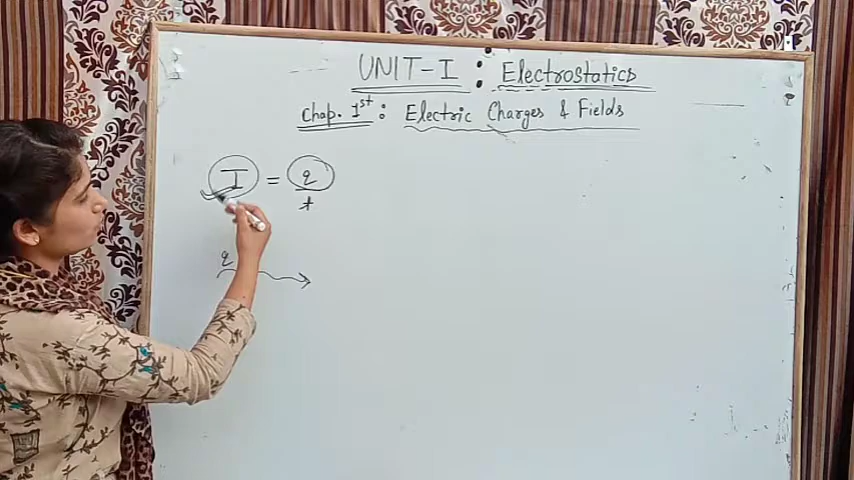 UNIT-I : Electrostatics
Chap. 1st : Electric Charges & Fields
I = q
t
q